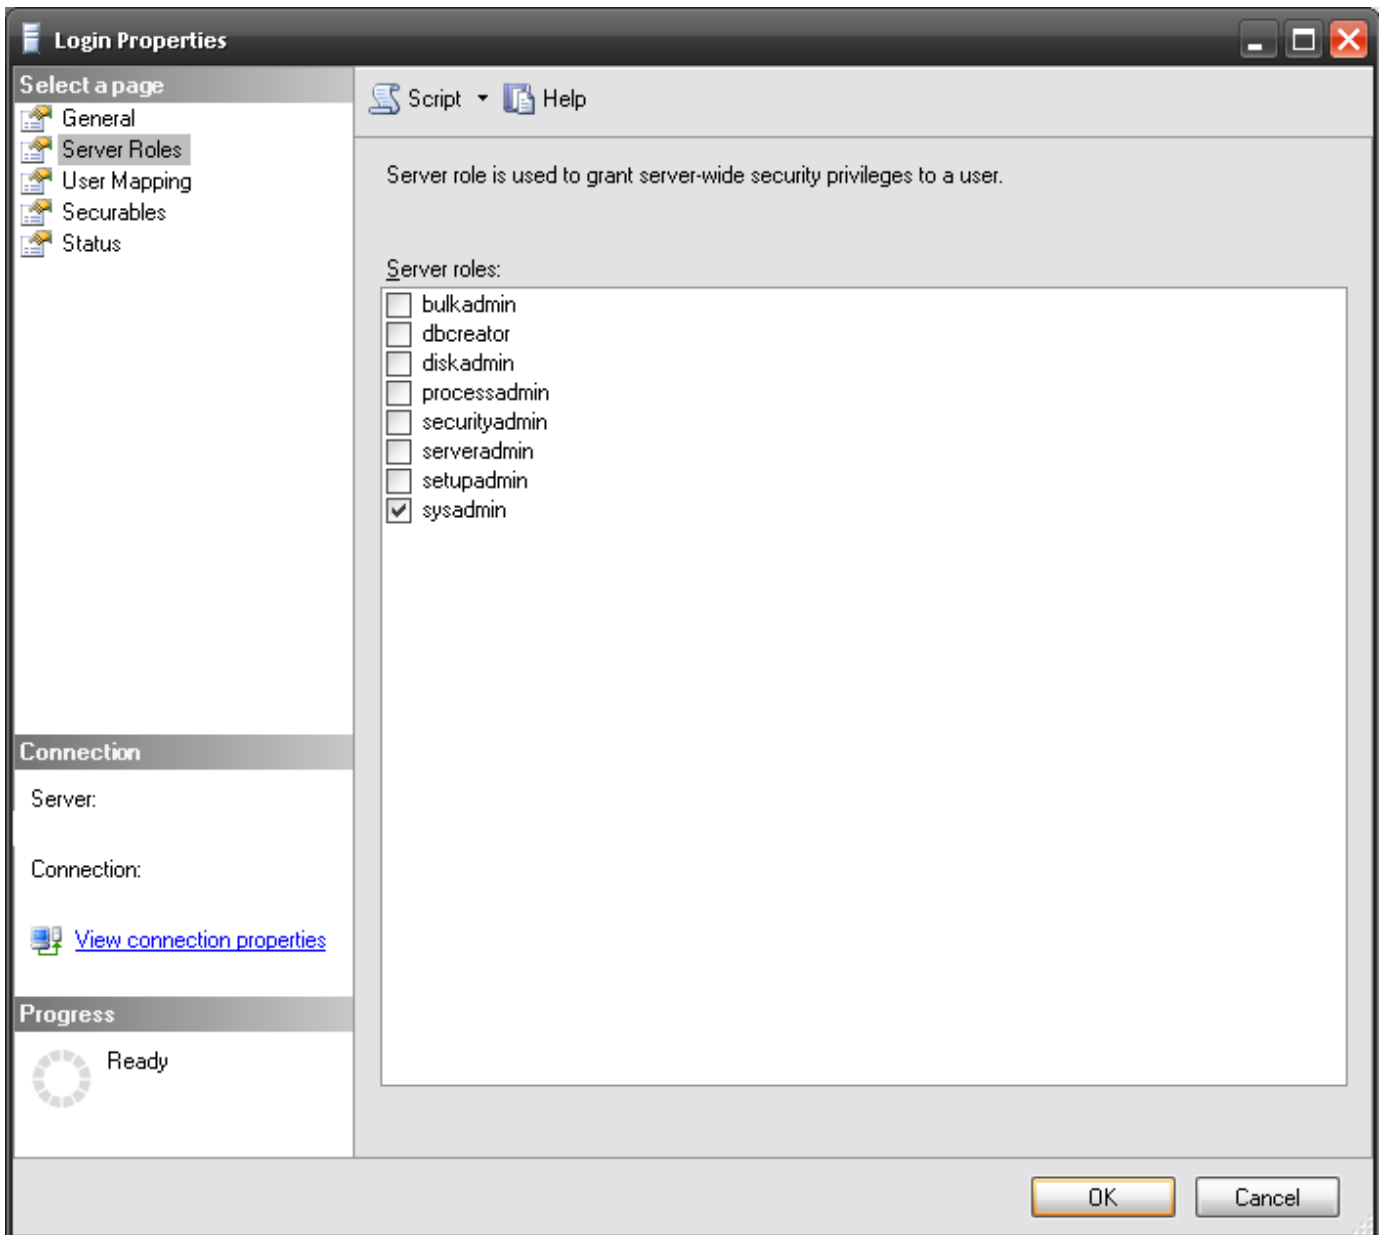 Login Properties
Select a page
General
Server Roles
User Mapping
Securables
Status
Script Help
Server role is used to grant server-wide security privileges to a user.
Server roles:
bulkadmin
dbcreator
diskadmin
processadmin
securityadmin
serveradmin
setupadmin
sysadmin
Connection
Server:
Connection:
View connection properties
Progress
Ready
OK Cancel